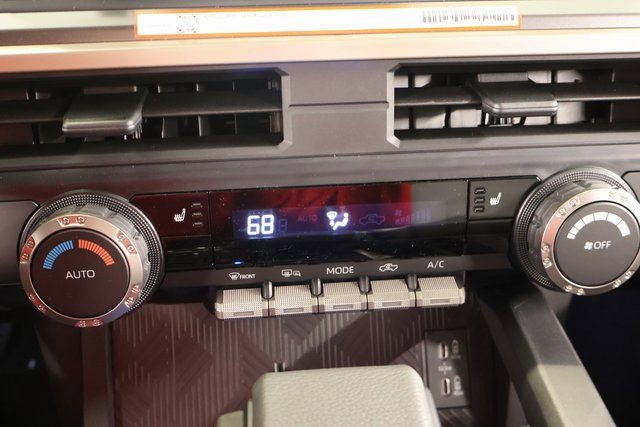 68 AUTO
AUTO
OFF
FRONT
MODE
A/C